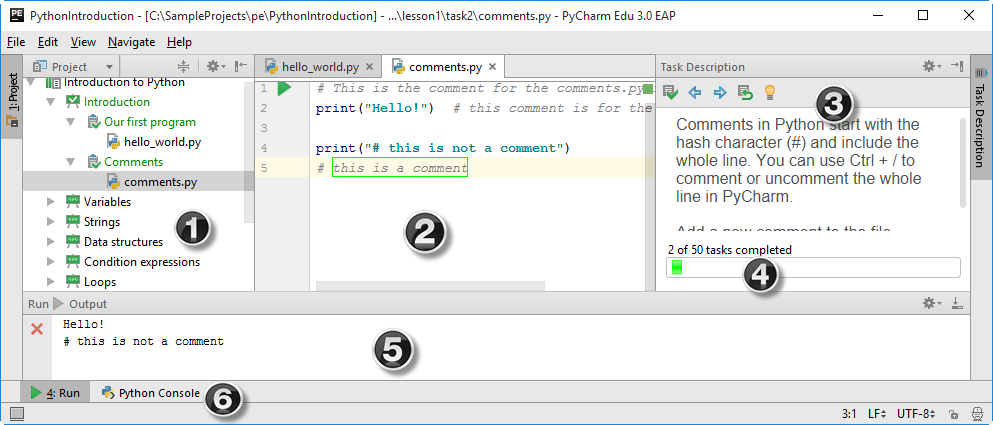 PE PythonIntroduction - [C:\SampleProjects\pe\PythonIntroduction] - ...\lesson1\task2\comments.py - PyCharm Edu 3.0 EAP
File Edit View Run Help
1: Project
Project
Introduction to Python
Introduction
Our first program
hello_world.py
Comments
comments.py
Variables
Strings
Data structures
Condition expressions
Loops
1
hello_world.py comments.py
1 # This is the comment for the comments.py
2 print("Hello!") # this comment is for the
3
4 print("# this is not a comment")
5 # this is a comment
2
Task Description
3
Comments in Python start with the
hash character (#) and include the
whole line. You can use Ctrl + / to
comment or uncomment the whole
line in PyCharm.
Add a new comment to the file
2 of 50 tasks completed
4
Task Description
Run Output
Hello!
# this is not a comment
5
4: Run Python Console
6
3:1 LF UTF-8